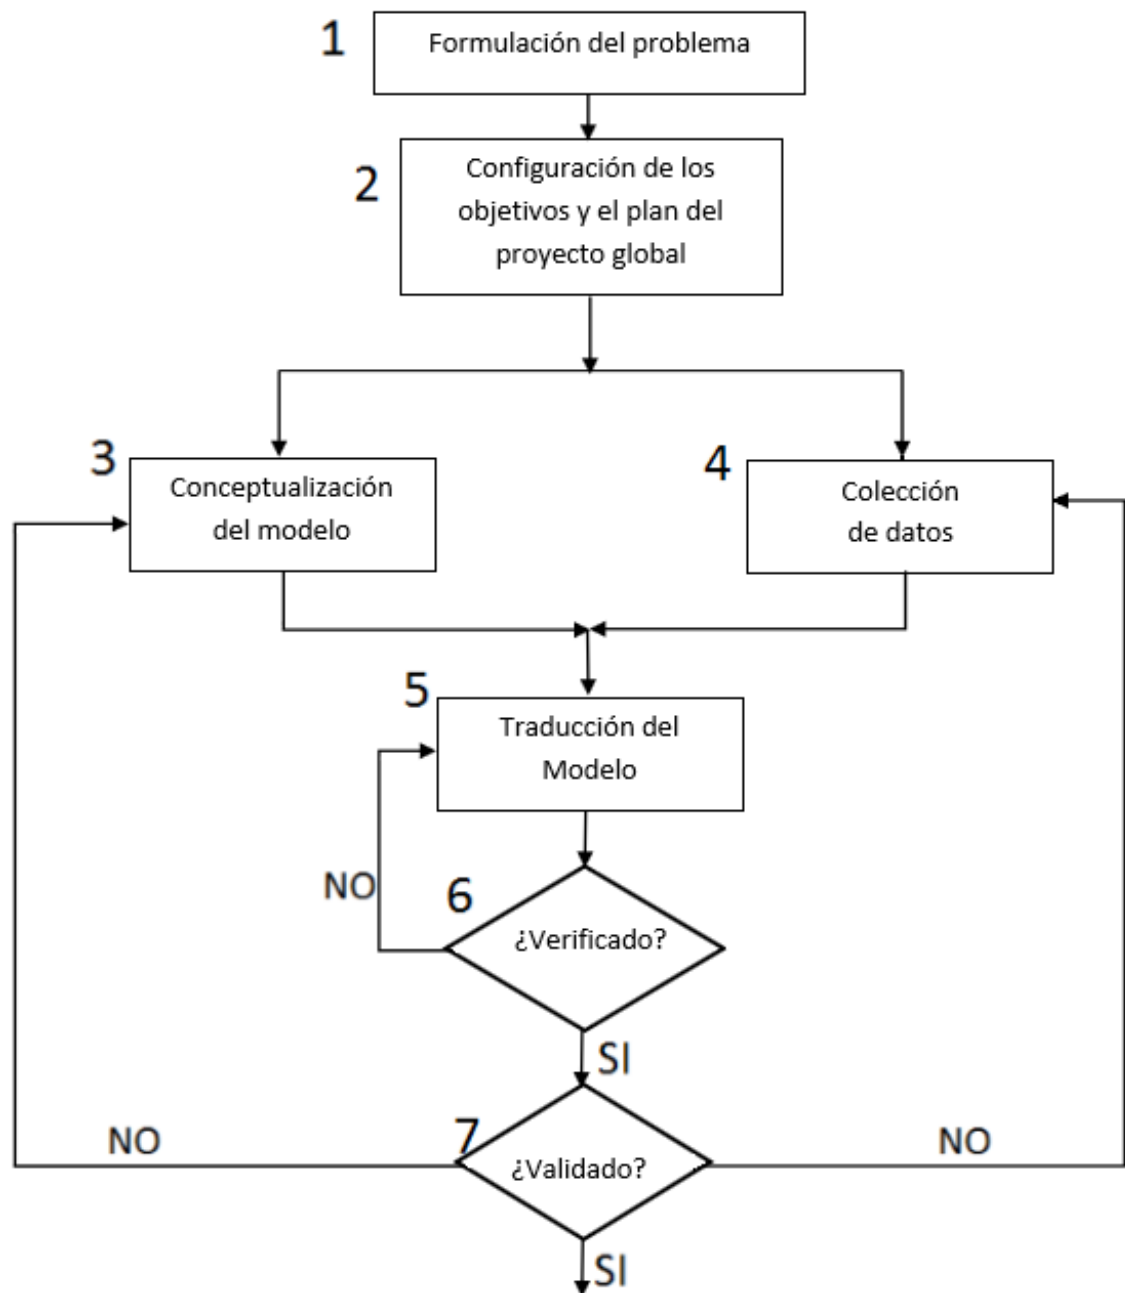 1
Formulación del problema
2
Configuración de los
objetivos y el plan del
proyecto global
3
Conceptualización
del modelo
4
Colección
de datos
5
Traducción del
Modelo
NO
6
¿Verificado?
SI
NO
7
¿Validado?
NO
SI